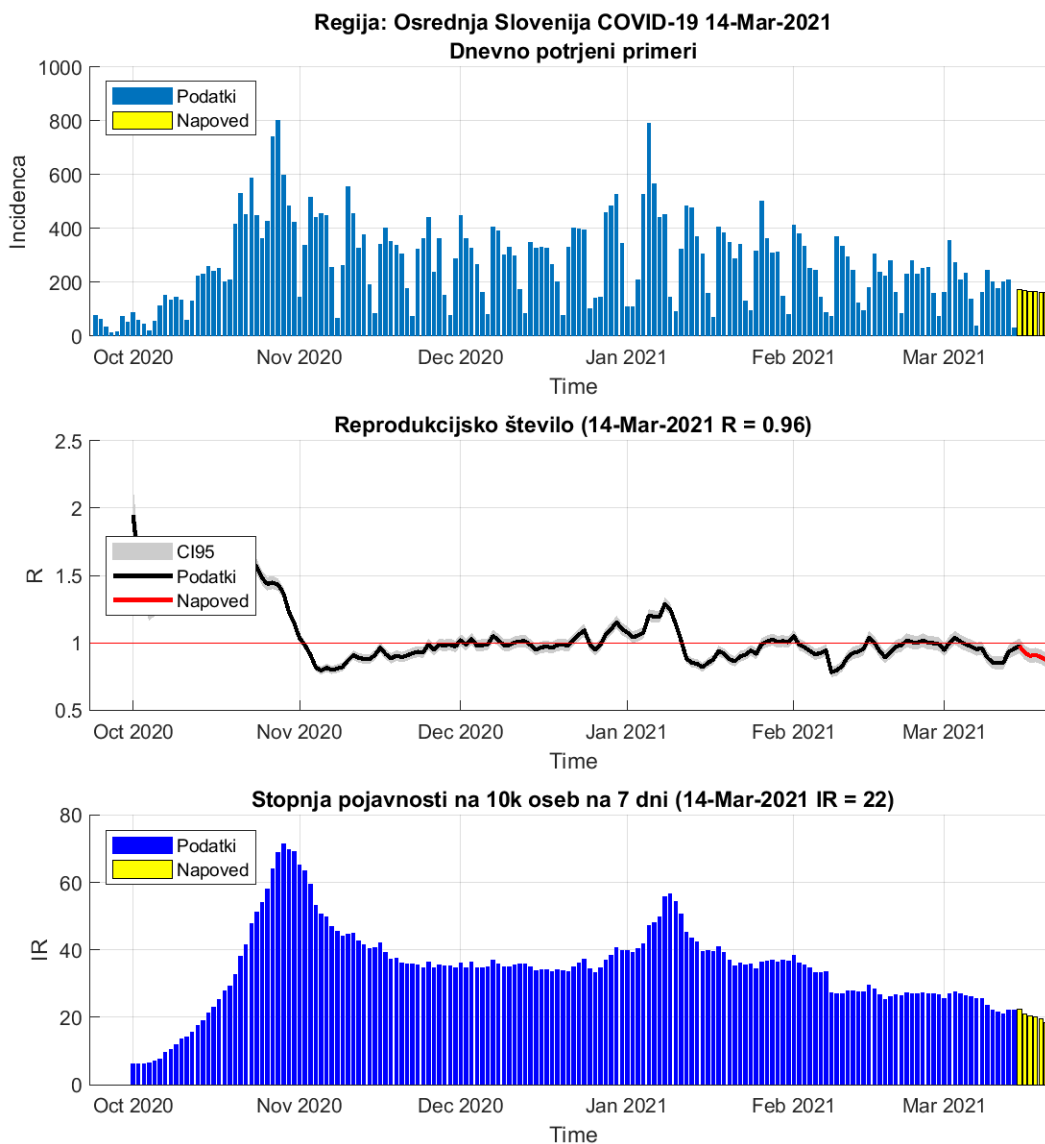 Regija: Osrednja Slovenija COVID-19 14-Mar-2021
Dnevno potrjeni primeri
1000
800
600
400
200
0
Incidenca
Podatki
Napoved
Oct 2020
Nov 2020
Dec 2020
Jan 2021
Feb 2021
Mar 2021
Time
Reprodukcijsko število (14-Mar-2021 R = 0.96)
2.5
2
1.5
1
0.5
R
CI95
Podatki
Napoved
Oct 2020
Nov 2020
Dec 2020
Jan 2021
Feb 2021
Mar 2021
Time
Stopnja pojavnosti na 10k oseb na 7 dni (14-Mar-2021 IR = 22)
80
60
40
20
0
IR
Podatki
Napoved
Oct 2020
Nov 2020
Dec 2020
Jan 2021
Feb 2021
Mar 2021
Time